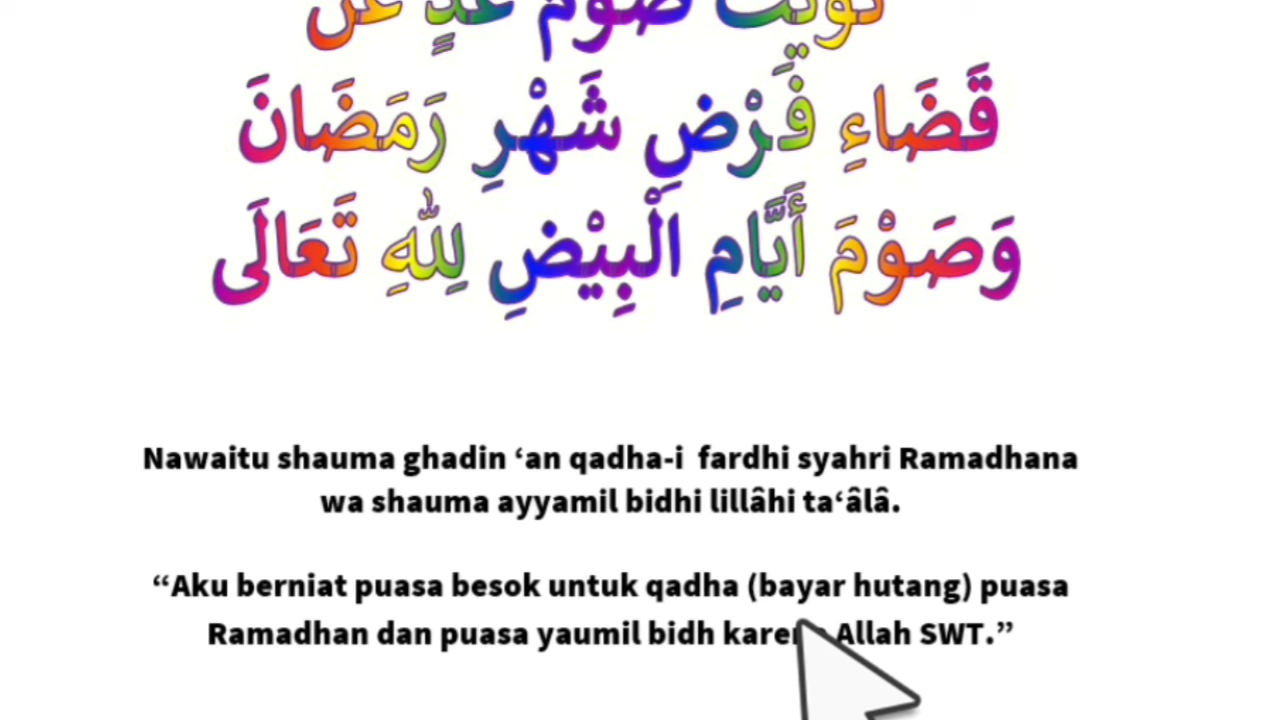 نَوَيْتُ صَوْمَ غَدٍ عَنْ
قَضَاءِ فَرْضِ شَهْرِ رَمَضَانَ
وَصَوْمَ أَيَّامِ الْبِيْضِ لِلّٰهِ تَعَالَى
Nawaitu shauma ghadin ‘an qadha-i fardhi syahri Ramadhana
wa shauma ayyamil bidhi lillâhi ta‘âlâ.
“Aku berniat puasa besok untuk qadha (bayar hutang) puasa
Ramadhan dan puasa yaumil bidh karena Allah SWT.”